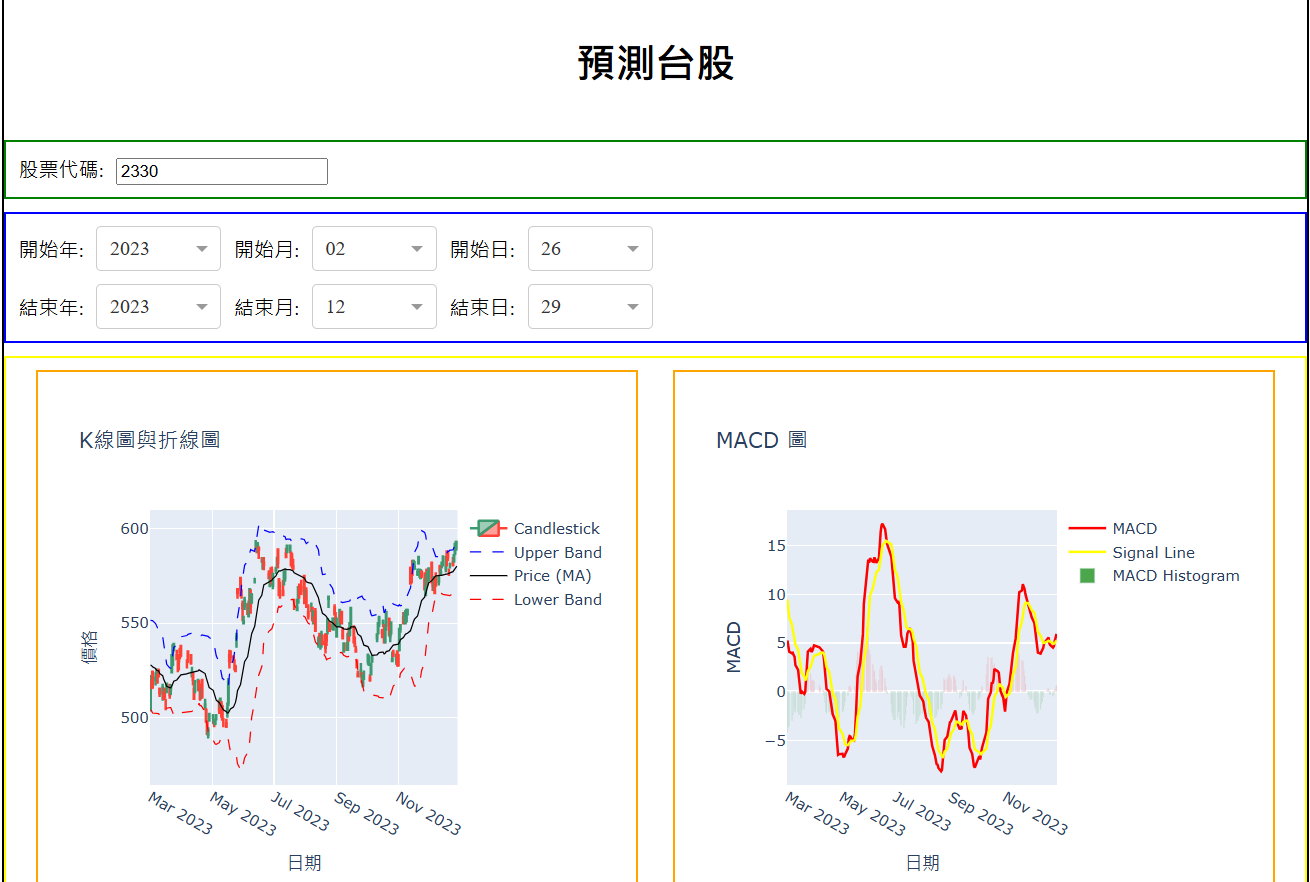 預測台股
股票代碼: 2330
開始年: 2023 開始月: 02 開始日: 26
結束年: 2023 結束月: 12 結束日: 29
K線圖與折線圖
600
550
500
價格
Mar 2023 May 2023 Jul 2023 Sep 2023 Nov 2023
日期
Candlestick
Upper Band
Price (MA)
Lower Band
MACD 圖
15
10
5
0
−5
MACD
Mar 2023 May 2023 Jul 2023 Sep 2023 Nov 2023
日期
MACD
Signal Line
MACD Histogram